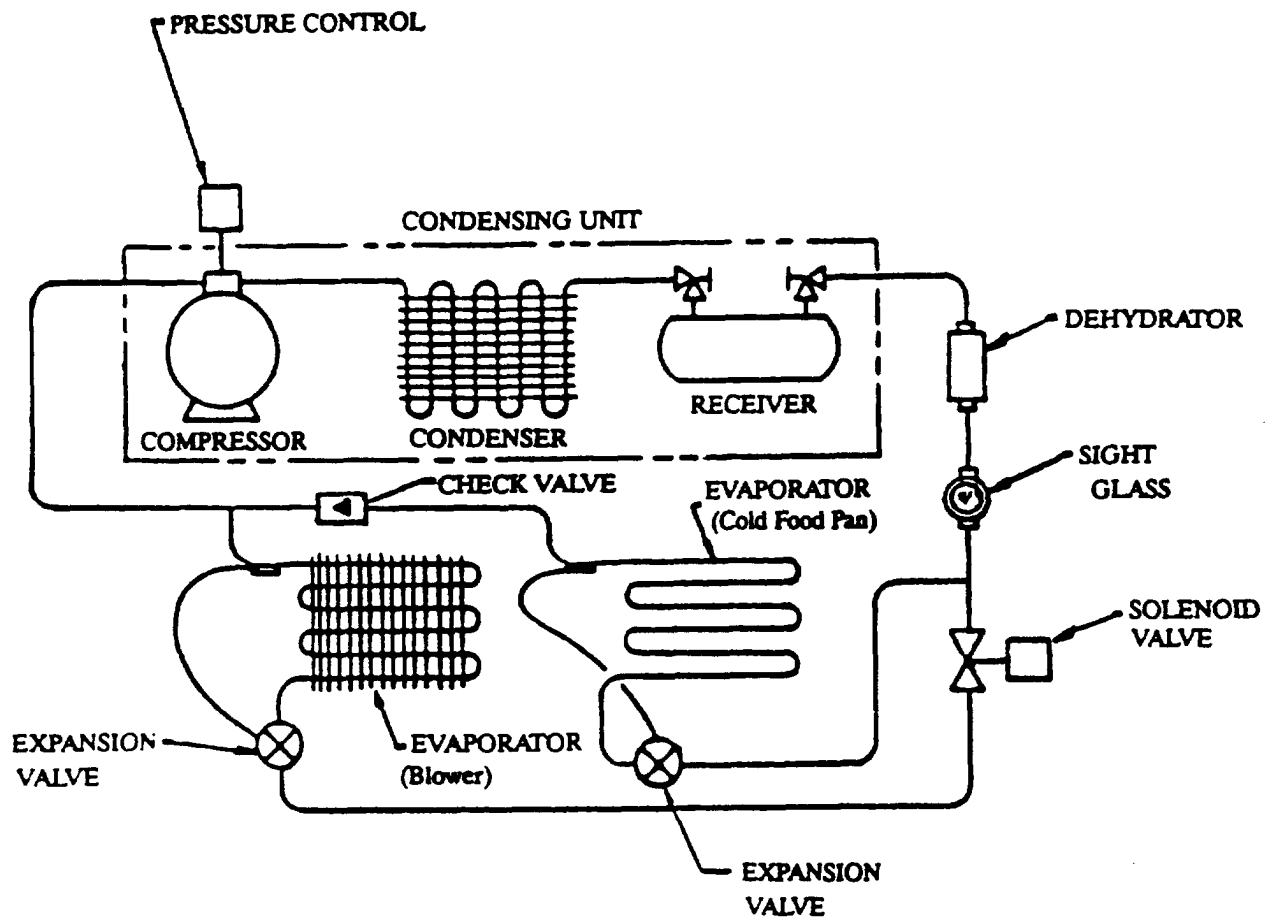 PRESSURE CONTROL
CONDENSING UNIT
DEHYDRATOR
RECEIVER
COMPRESSOR
CONDENSER
CHECK VALVE
EVAPORATOR
(Cold Food Pan)
SIGHT
GLASS
SOLENOID
VALVE
EXPANSION
VALVE
EVAPORATOR
(Blower)
EXPANSION
VALVE